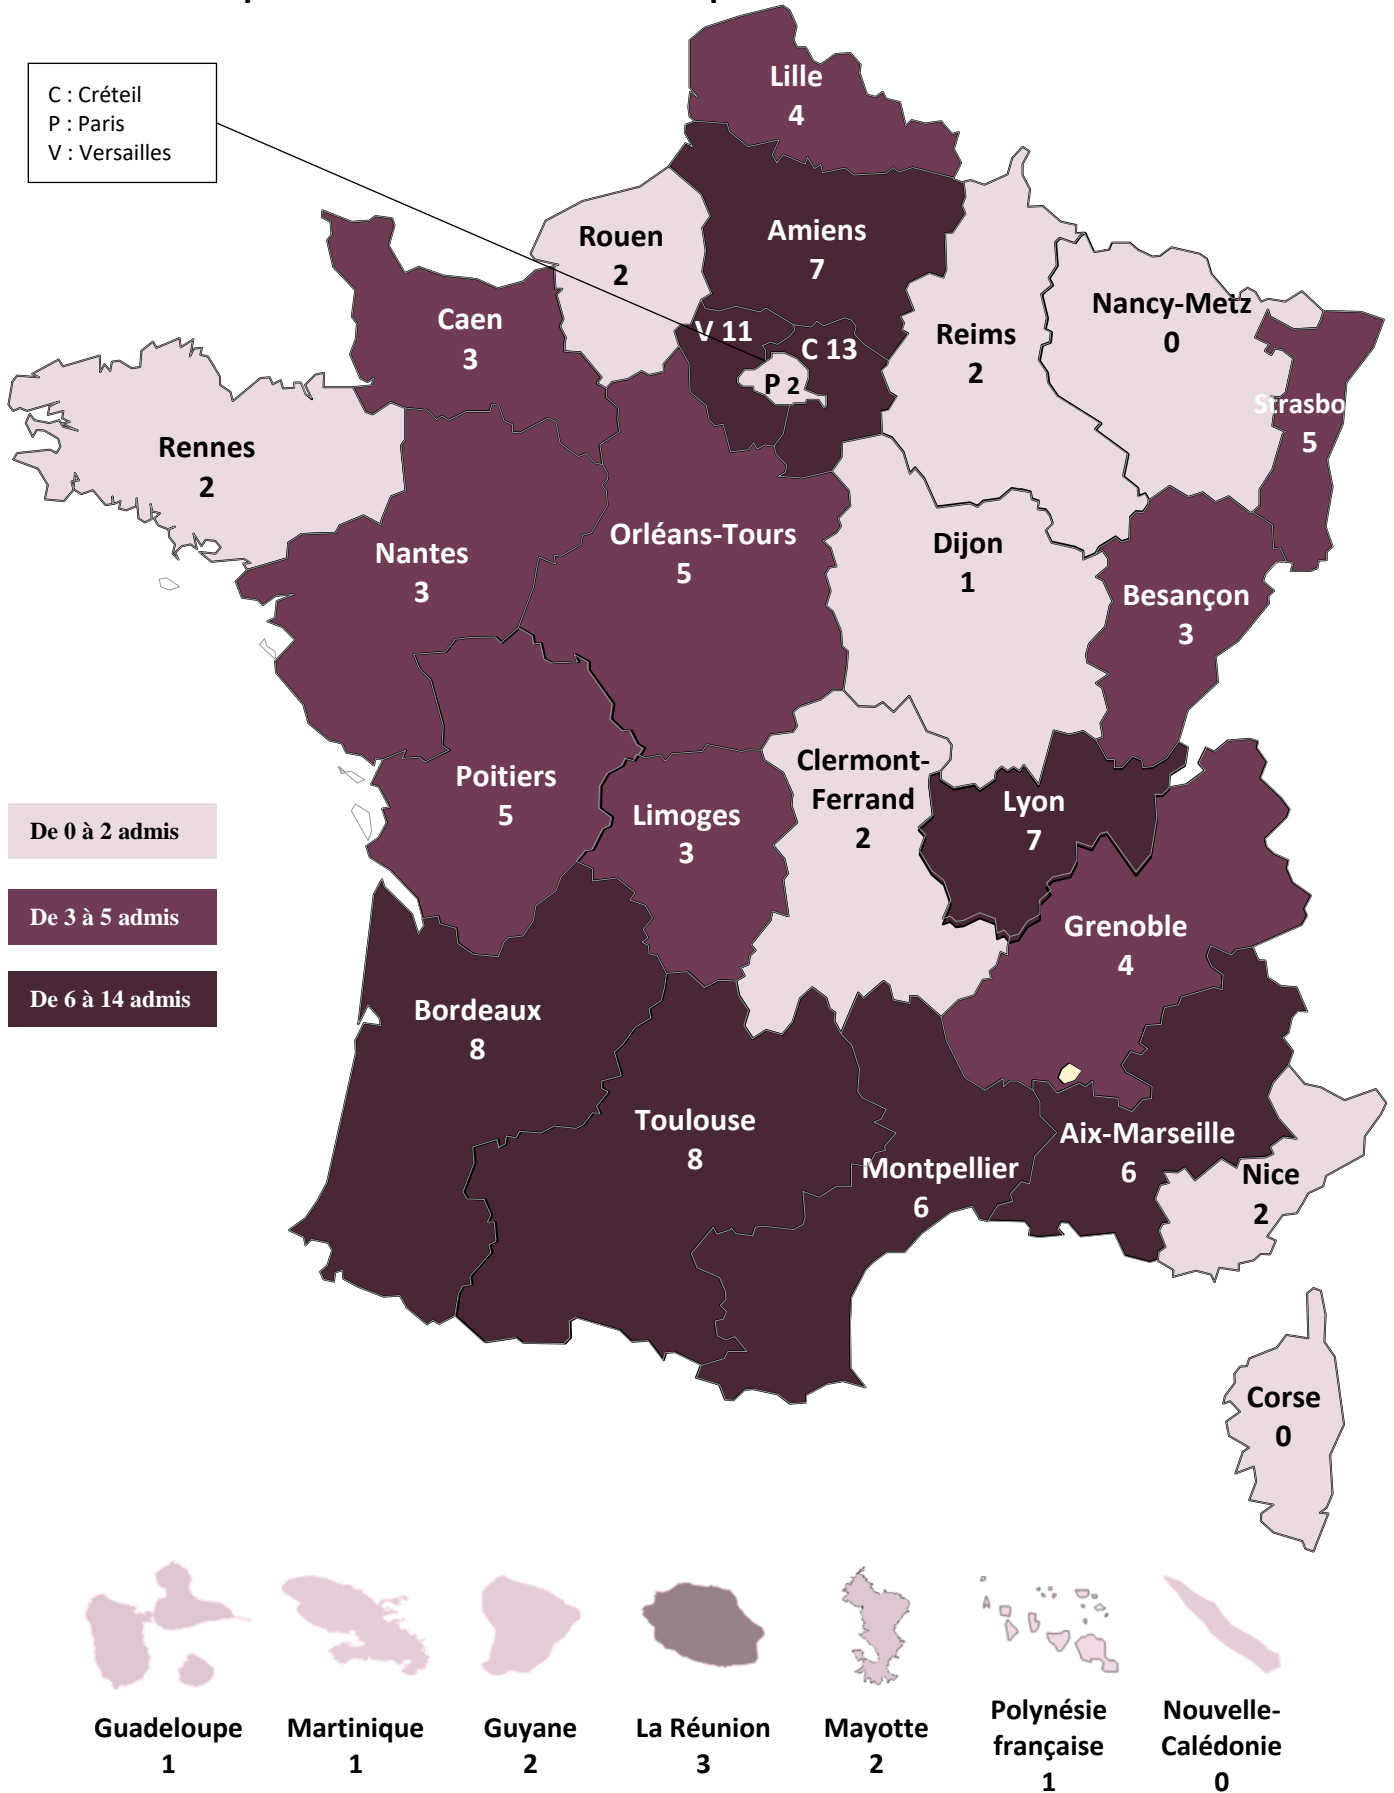 C : Créteil
P : Paris
V : Versailles
Lille
4
Amiens
7
Rouen
2
Caen
3
V 11
C 13
P 2
Reims
2
Nancy-Metz
0
Strasbo
5
Rennes
2
Nantes
3
Orléans-Tours
5
Dijon
1
Besançon
3
Poitiers
5
Limoges
3
Clermont-
Ferrand
2
Lyon
7
Grenoble
4
De 0 à 2 admis
De 3 à 5 admis
De 6 à 14 admis
Bordeaux
8
Toulouse
8
Montpellier
6
Aix-Marseille
6
Nice
2
Corse
0
Guadeloupe
1
Martinique
1
Guyane
2
La Réunion
3
Mayotte
2
Polynésie
française
1
Nouvelle-
Calédonie
0